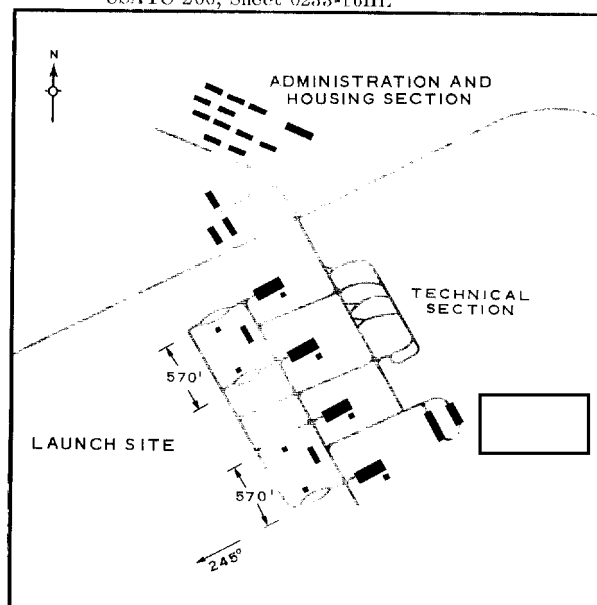 N
ADMINISTRATION AND
HOUSING SECTION
TECHNICAL
SECTION
570'
LAUNCH SITE
570'
245°